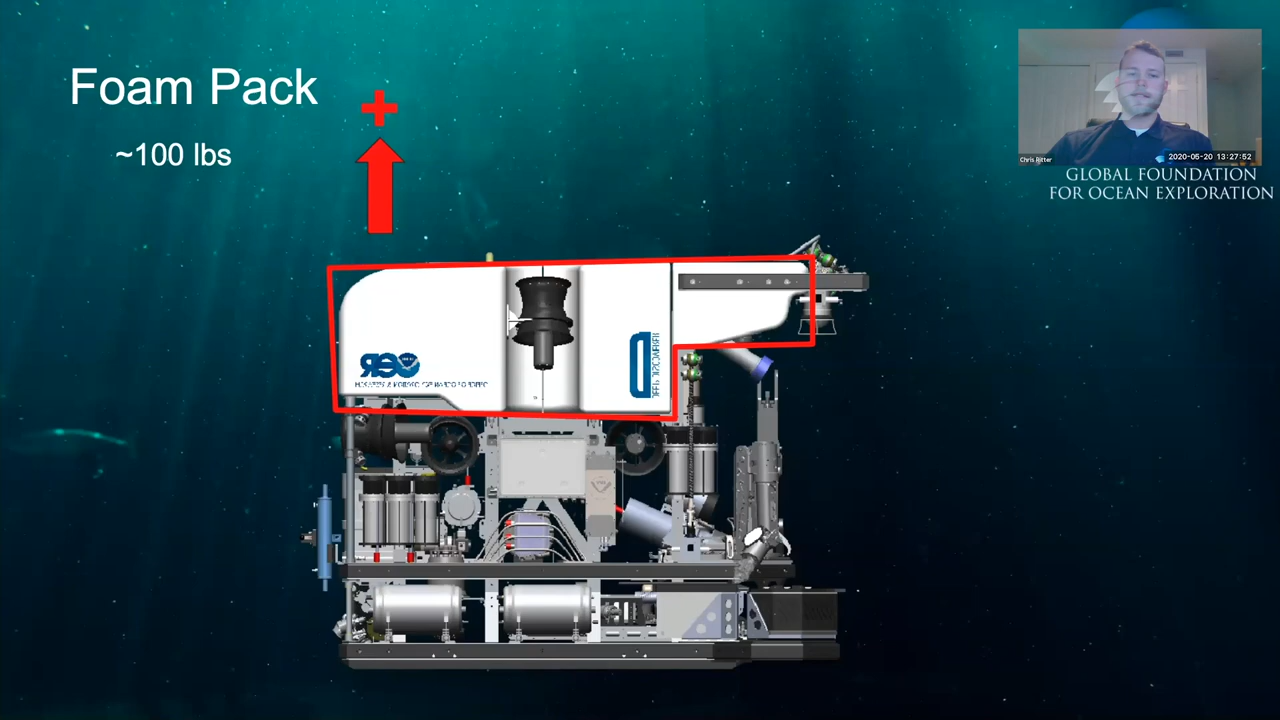 Foam Pack
~100 lbs
Chris Ritter
2020-05-20 13:27:52
GLOBAL FOUNDATION
FOR OCEAN EXPLORATION